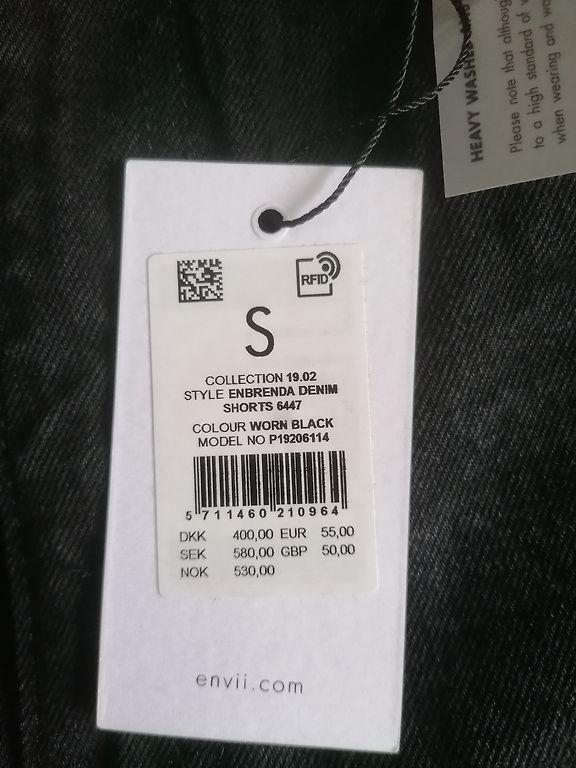 HEAVY WASHED
Please note that althoug
to a high standard of
when wearing and wa
RFID
S
COLLECTION 19.02
STYLE ENBRENDA DENIM
SHORTS 6447
COLOUR WORN BLACK
MODEL NO P19206114
5 711460 210964
DKK 400,00 EUR 55,00
SEK 580,00 GBP 50,00
NOK 530,00
envii.com